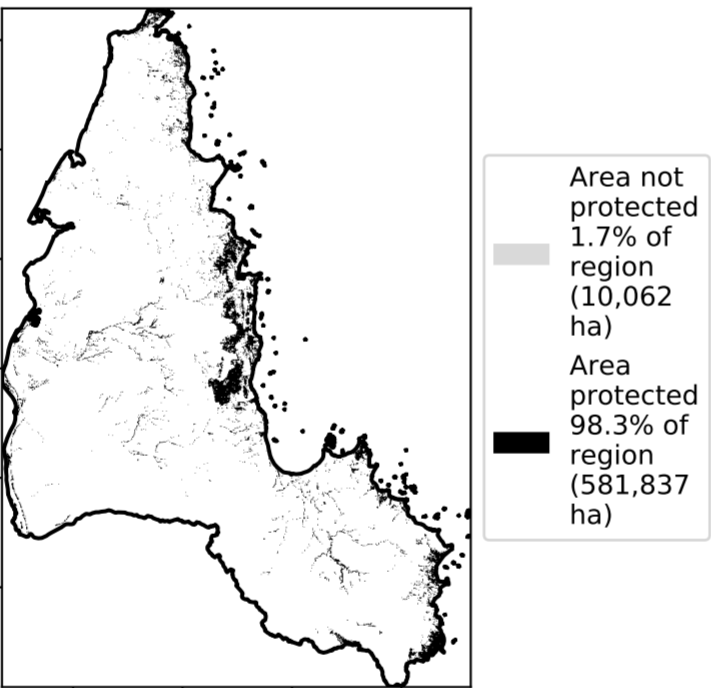 Area not
protected
1.7% of
region
(10,062
ha)
Area
protected
98.3% of
region
(581,837
ha)